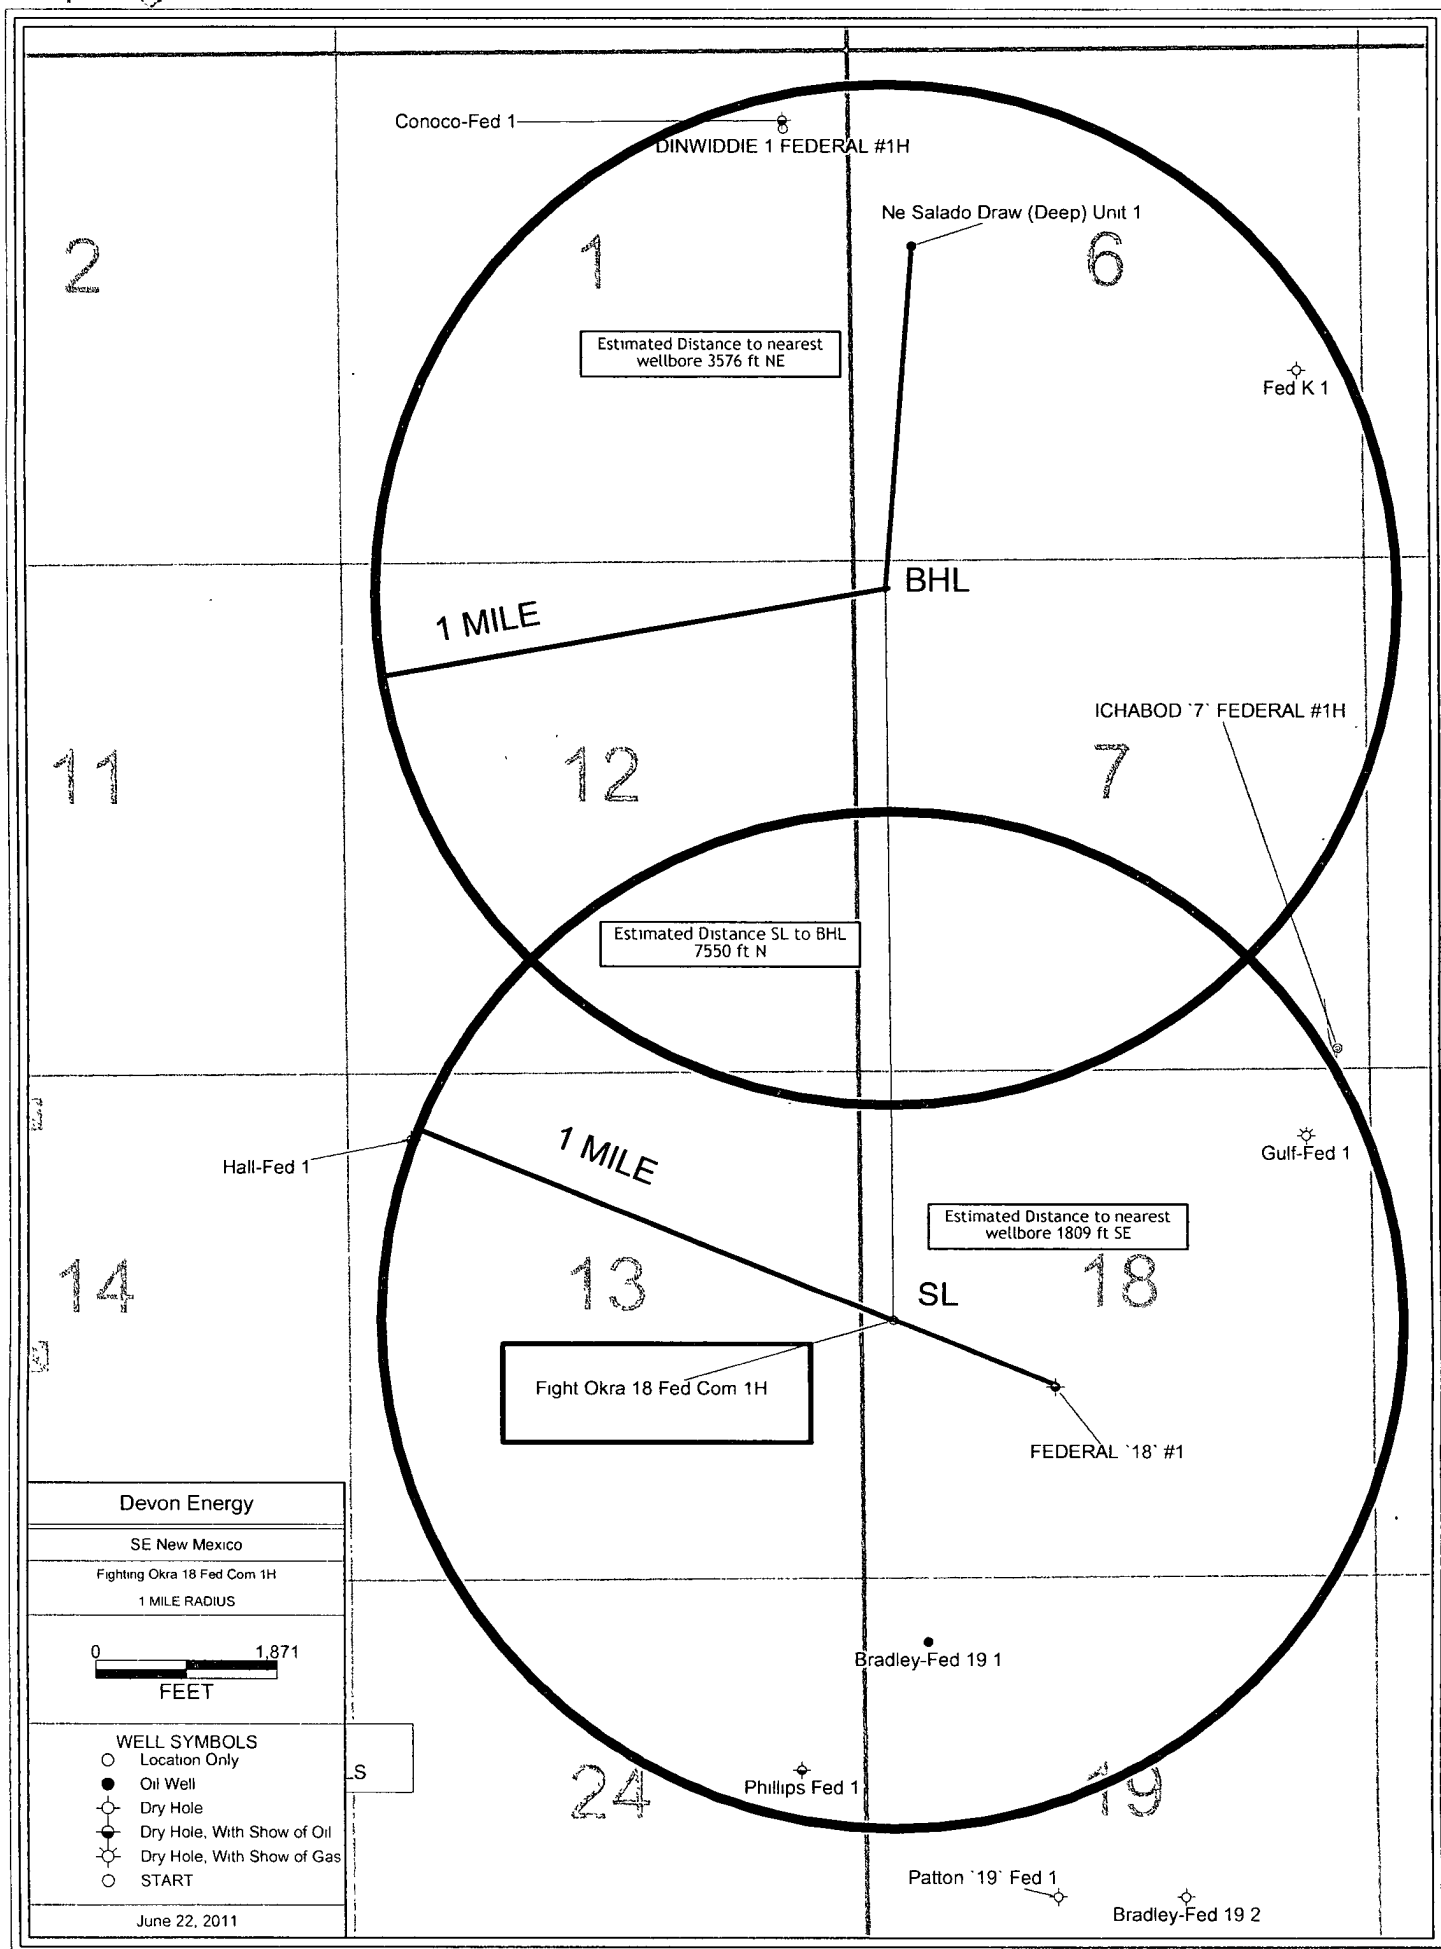 Conoco-Fed 1
DINWIDDIE 1 FEDERAL #1H
Ne Salado Draw (Deep) Unit 1
2
1
6
Estimated Distance to nearest
wellbore 3576 ft NE
Fed K 1
BHL
1 MILE
ICHABOD `7` FEDERAL #1H
11
12
7
Estimated Distance SL to BHL
7550 ft N
1 MILE
Hall-Fed 1
Gulf-Fed 1
Estimated Distance to nearest
wellbore 1809 ft SE
14
13
SL
18
Fight Okra 18 Fed Com 1H
FEDERAL `18` #1
Devon Energy
SE New Mexico
Fighting Okra 18 Fed Com 1H
1 MILE RADIUS
0 1,871
FEET
Bradley-Fed 19 1
WELL SYMBOLS
Location Only
Oil Well
Dry Hole
Dry Hole, With Show of Oil
Dry Hole, With Show of Gas
START
LS
24
Phillips Fed 1
19
Patton `19` Fed 1
Bradley-Fed 19 2
June 22, 2011